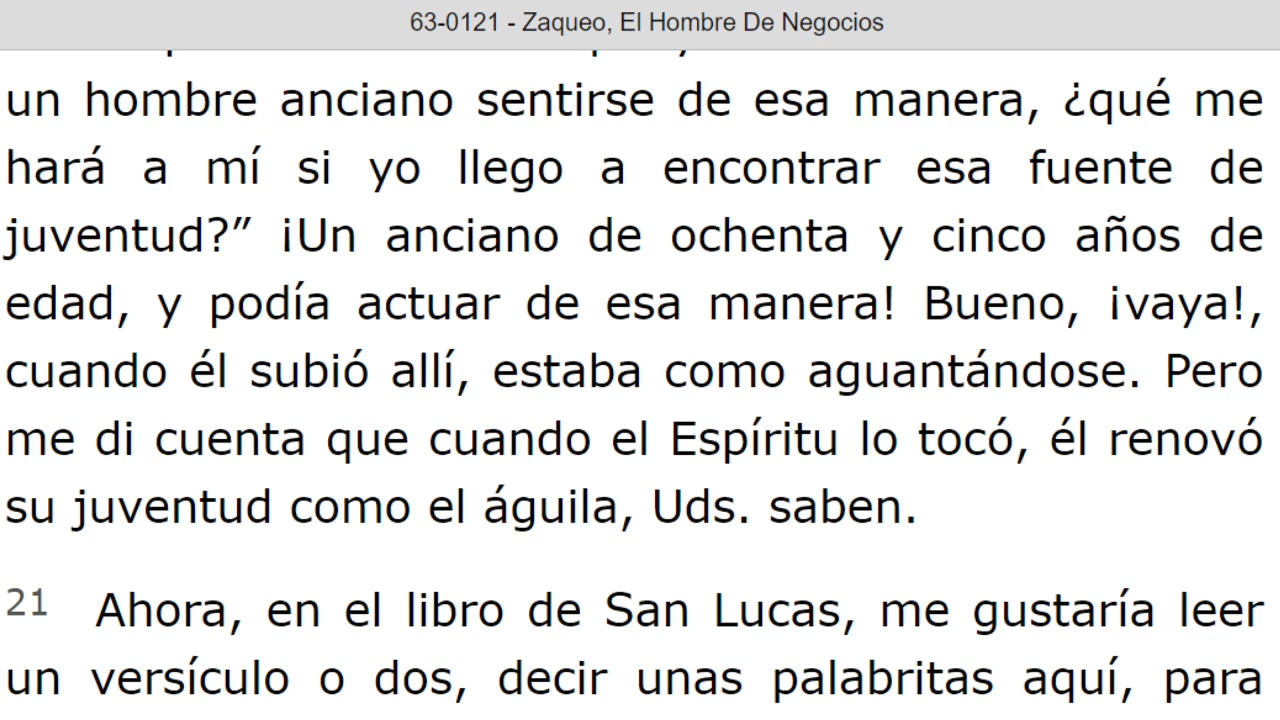 63-0121 - Zaqueo, El Hombre De Negocios
un hombre anciano sentirse de esa manera, ¿qué me
hará a mí si yo llego a encontrar esa fuente de
juventud?” ¡Un anciano de ochenta y cinco años de
edad, y podía actuar de esa manera! Bueno, ¡vaya!,
cuando él subió allí, estaba como aguantándose. Pero
me di cuenta que cuando el Espíritu lo tocó, él renovó
su juventud como el águila, Uds. saben.
21 Ahora, en el libro de San Lucas, me gustaría leer
un versículo o dos, decir unas palabritas aquí, para